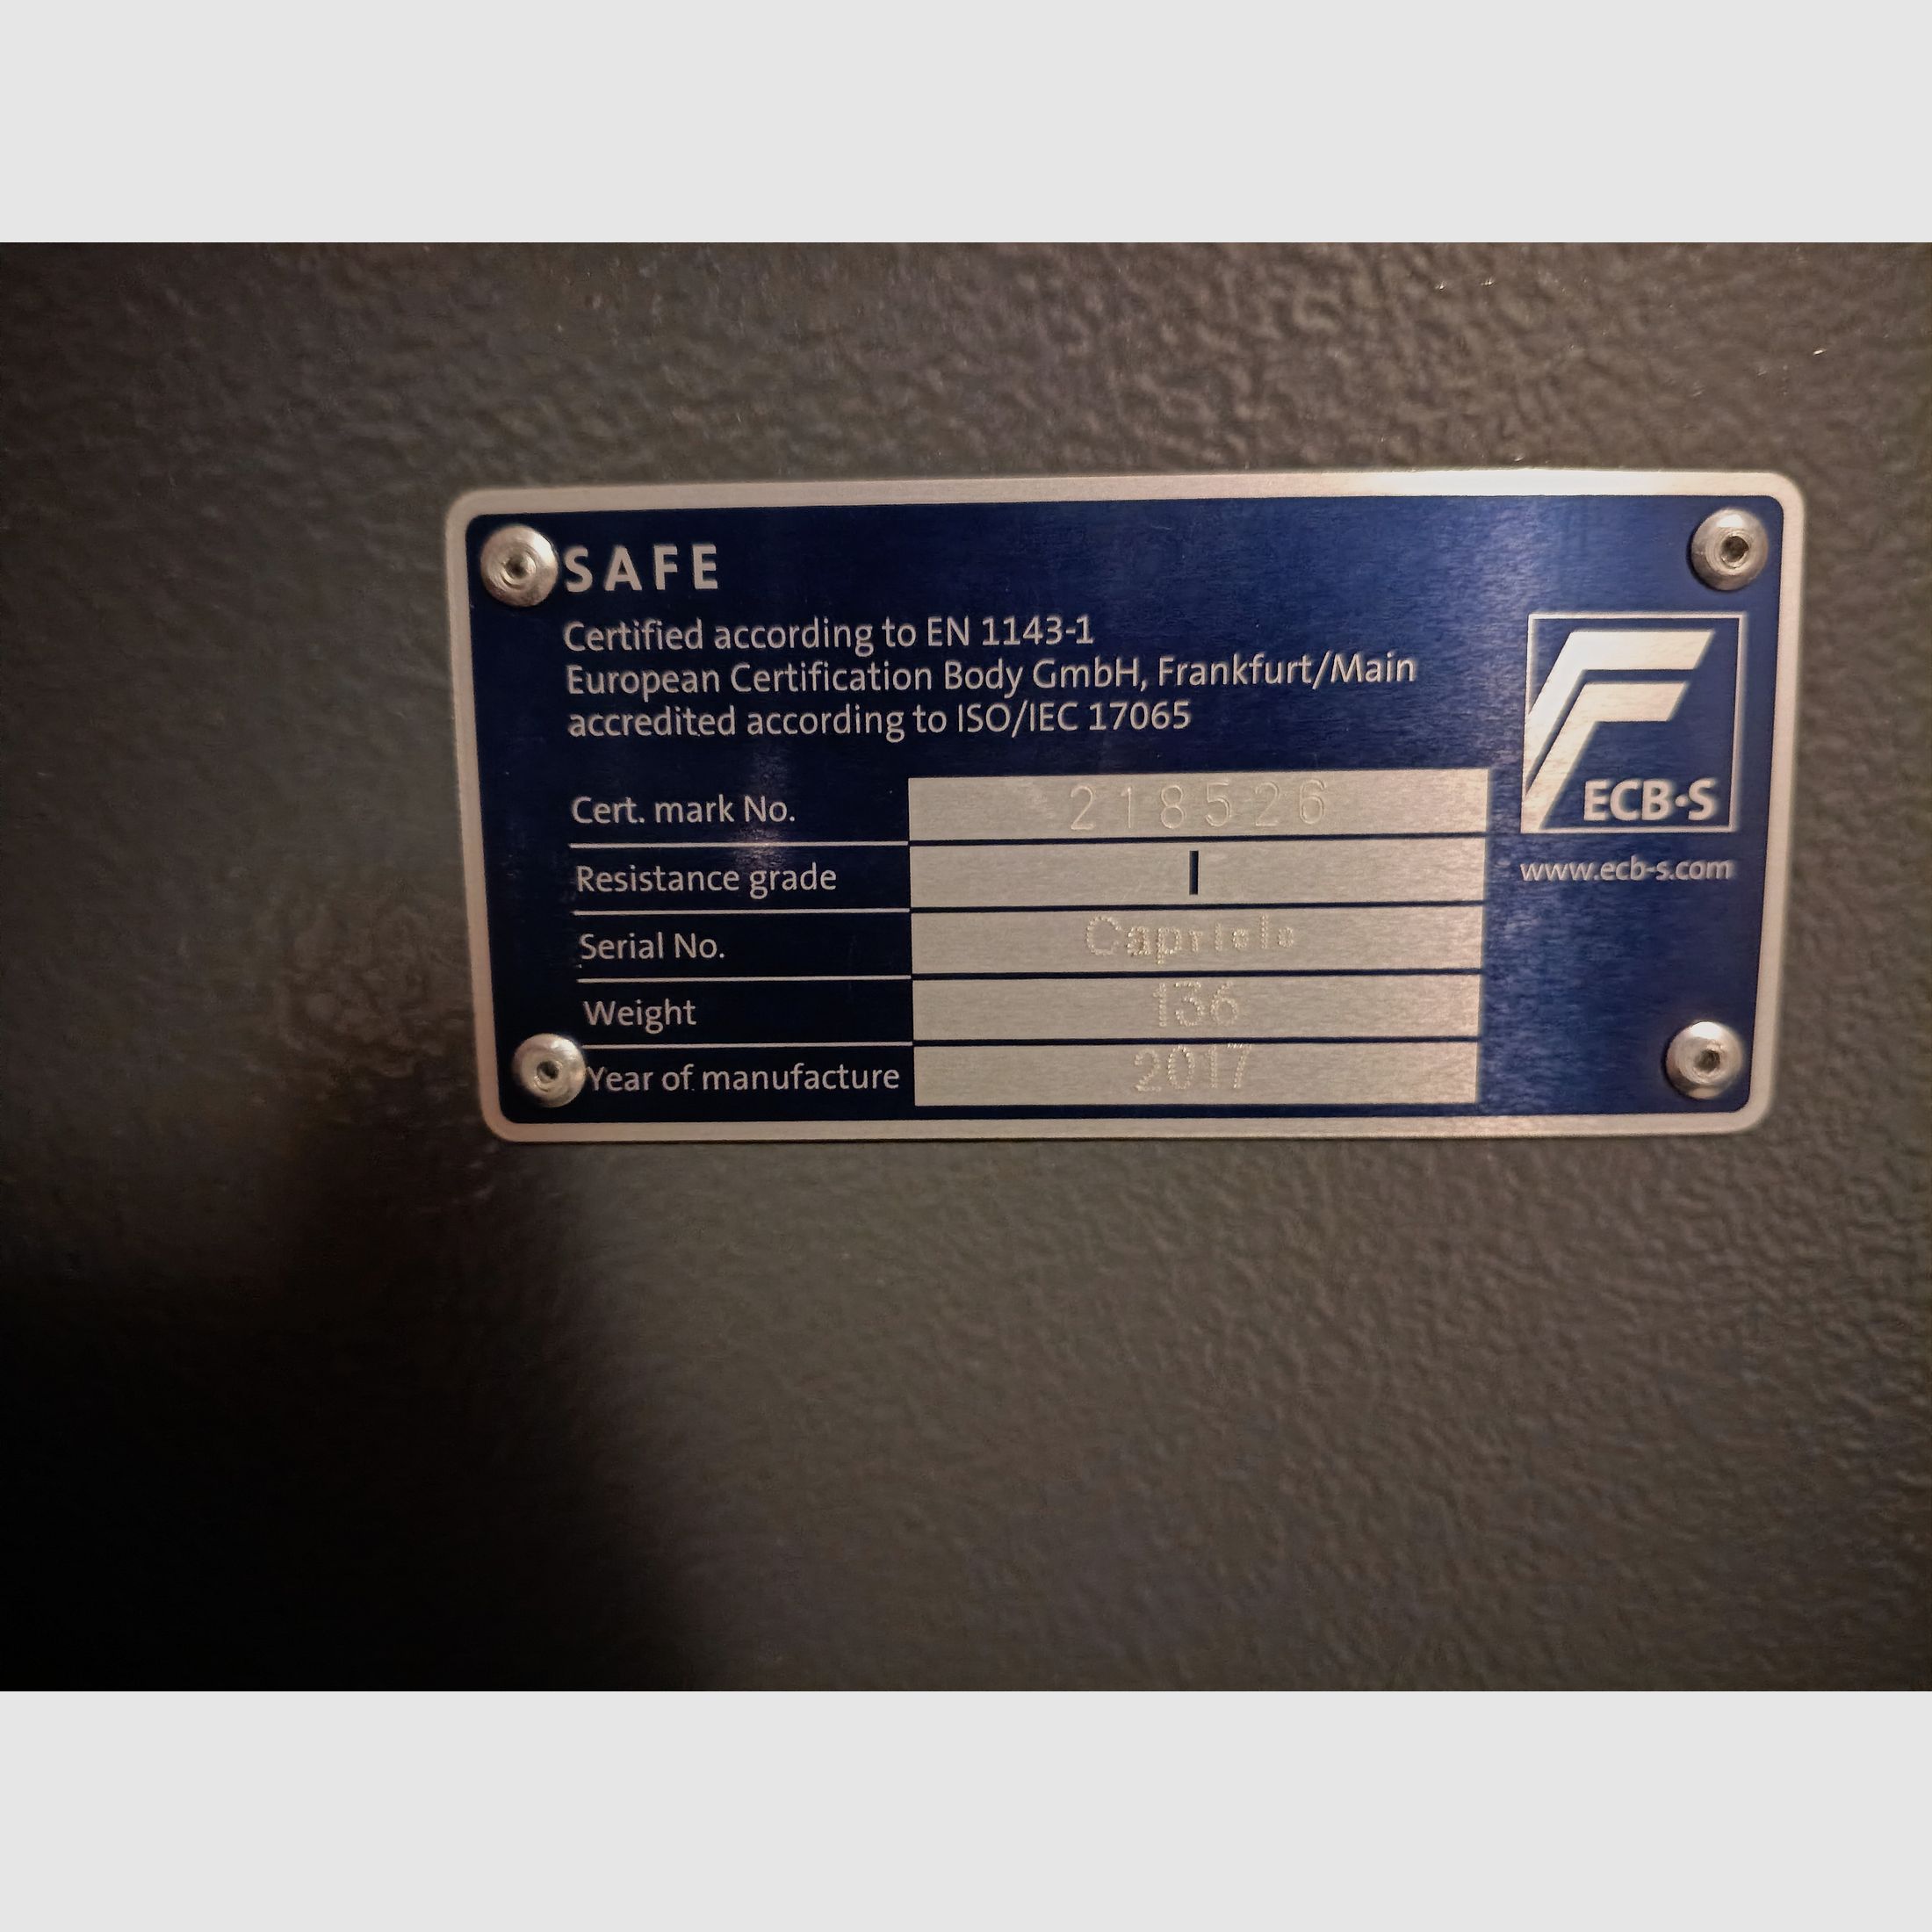 SAFE
Certified according to EN 1143-1
European Certification Body GmbH, Frankfurt/Main
accredited according to ISO/IEC 17065
ECB·S
www.ecb-s.com
Cert. mark No. 218526
Resistance grade I
Serial No.
Weight 136
Year of manufacture 2017